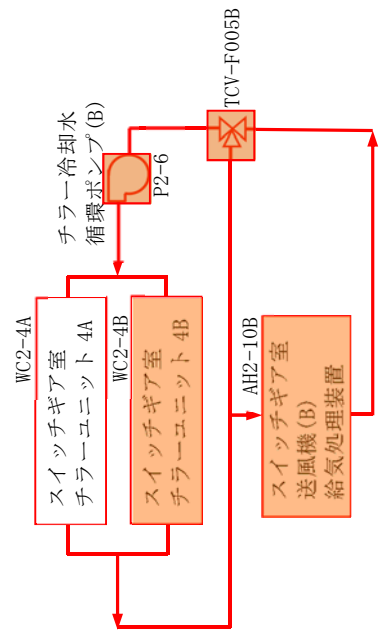 WC2-4A
スイッチギア室
チラーユニット 4A
WC2-4B
スイッチギア室
チラーユニット 4B
チラー冷却水
循環ポンプ(B)
P2-6
TCV-F005B
AH2-10B
スイッチギア室
送風機(B)
給気処理装置